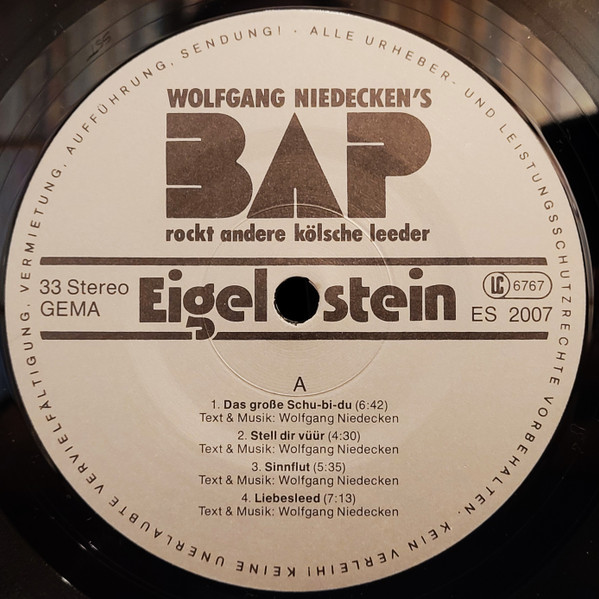 WOLFGANG NIEDECKEN'S
BAP
rockt andere kölsche leeder
33 Stereo
GEMA
Eigelstein
LC 6767
ES 2007
A
1. Das große Schu-bi-du (6:42)
Text & Musik: Wolfgang Niedecken
2. Stell dir vüür (4:30)
Text & Musik: Wolfgang Niedecken
3. Sinnflut (5:35)
Text & Musik: Wolfgang Niedecken
4. Liebesleed (7:13)
Text & Musik: Wolfgang Niedecken
ALLE URHEBER- UND LEISTUNGSSCHUTZRECHTE VORBEHALTEN. KEIN VERLEIH! KEINE UNERLAUBTE VERVIELFÄLTIGUNG, VERMIETUNG, AUFFÜHRUNG, SENDUNG! ·